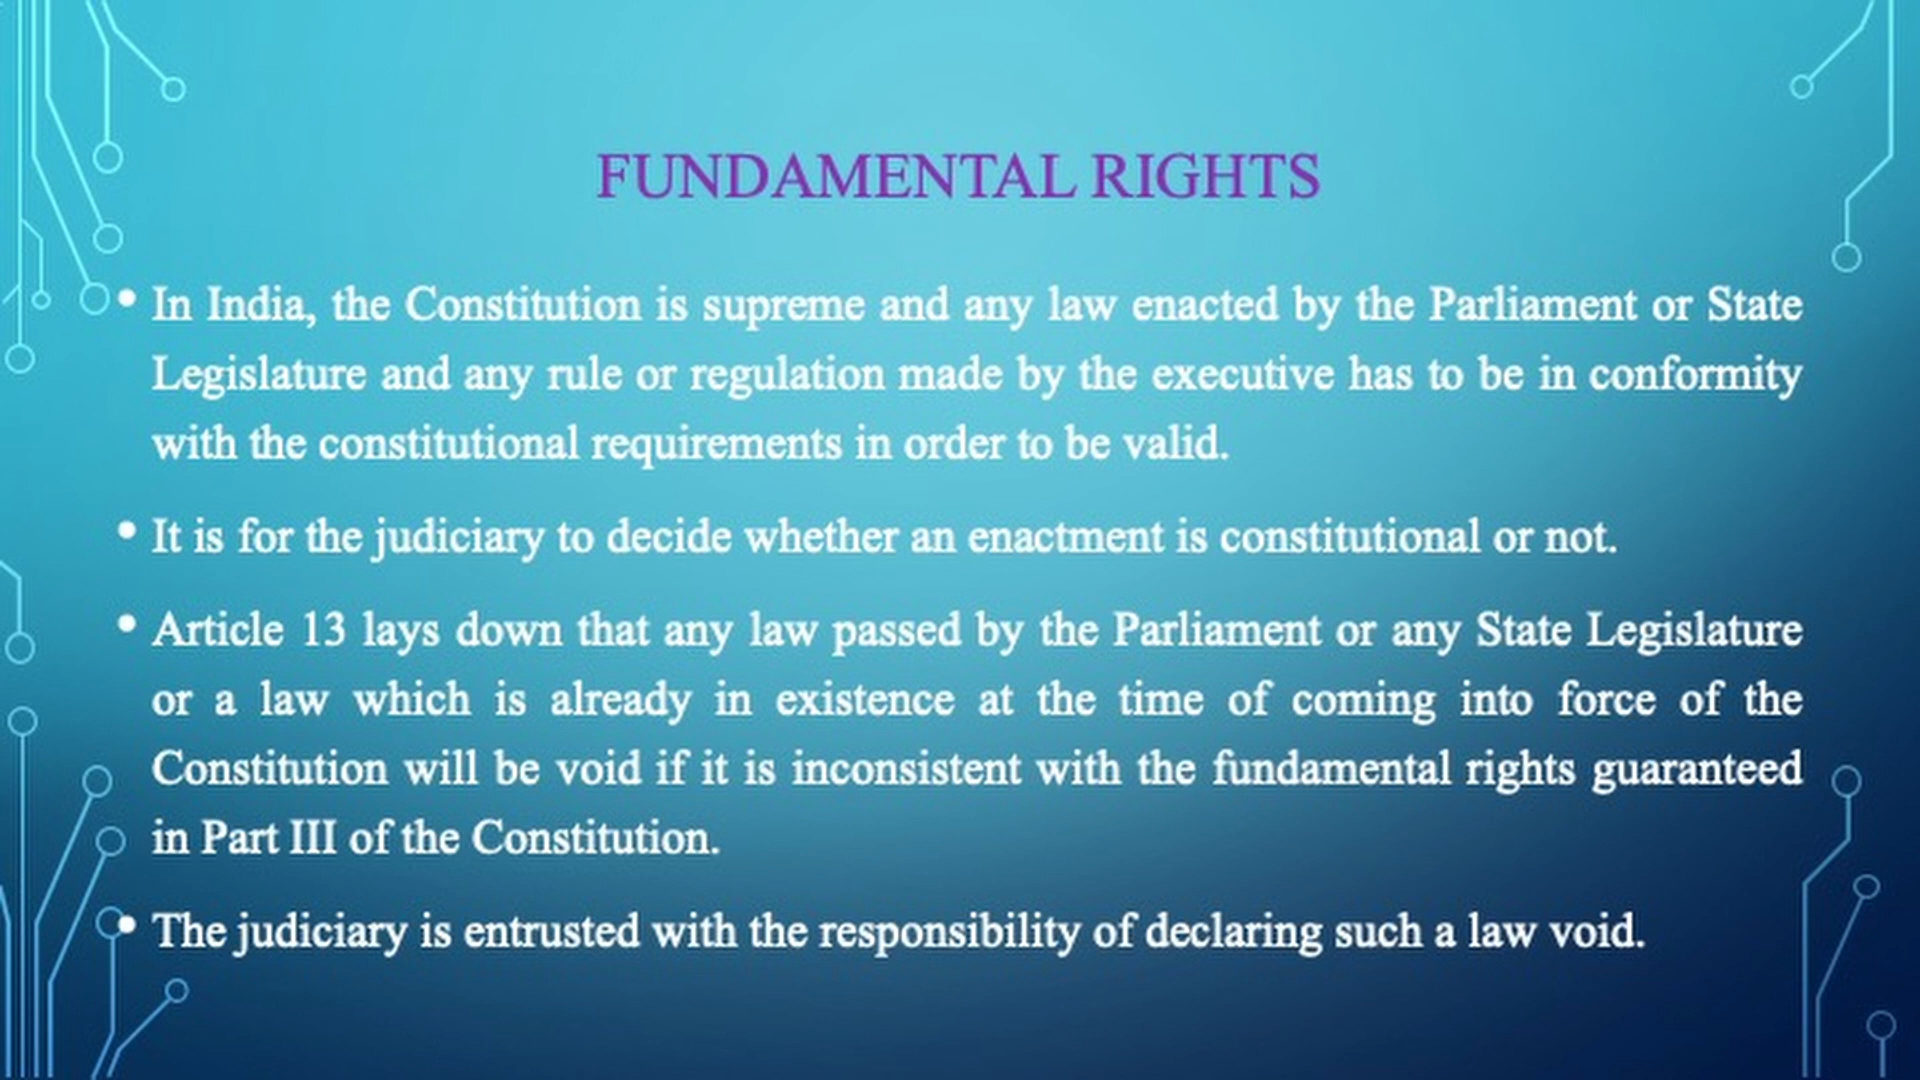 FUNDAMENTAL RIGHTS
• In India, the Constitution is supreme and any law enacted by the Parliament or State
Legislature and any rule or regulation made by the executive has to be in conformity
with the constitutional requirements in order to be valid.
• It is for the judiciary to decide whether an enactment is constitutional or not.
• Article 13 lays down that any law passed by the Parliament or any State Legislature
or a law which is already in existence at the time of coming into force of the
Constitution will be void if it is inconsistent with the fundamental rights guaranteed
in Part III of the Constitution.
• The judiciary is entrusted with the responsibility of declaring such a law void.